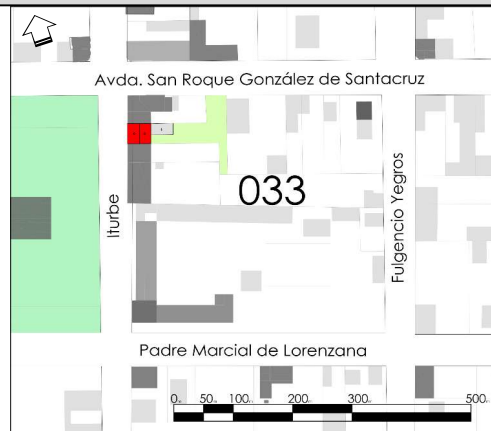 Avda. San Roque González de Santacruz
033
Iturbe
Fulgencio Yegros
Padre Marcial de Lorenzana
0 50 100 200 300 500